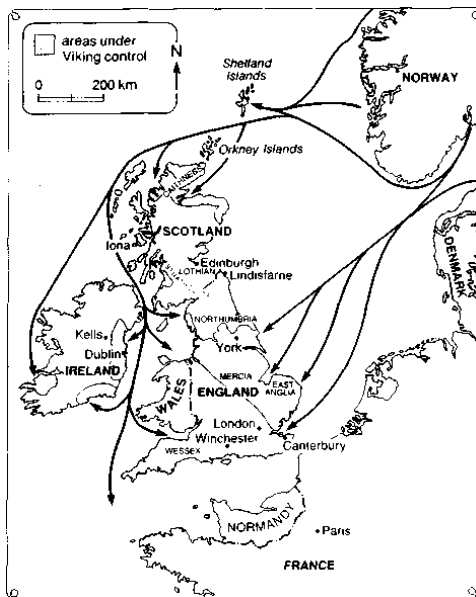 areas under
Viking control
0 200 km
N
Shetland
Islands
NORWAY
Orkney Islands
CAITHNESS
SCOTLAND
Iona
Edinburgh
LOTHIAN
Lindisfarne
DENMARK
NORTHUMBRIA
Kells
York
Dublin
IRELAND
MERCIA
EAST
ANGLIA
WALES
ENGLAND
London
Winchester
Canterbury
WESSEX
NORMANDY
Paris
FRANCE